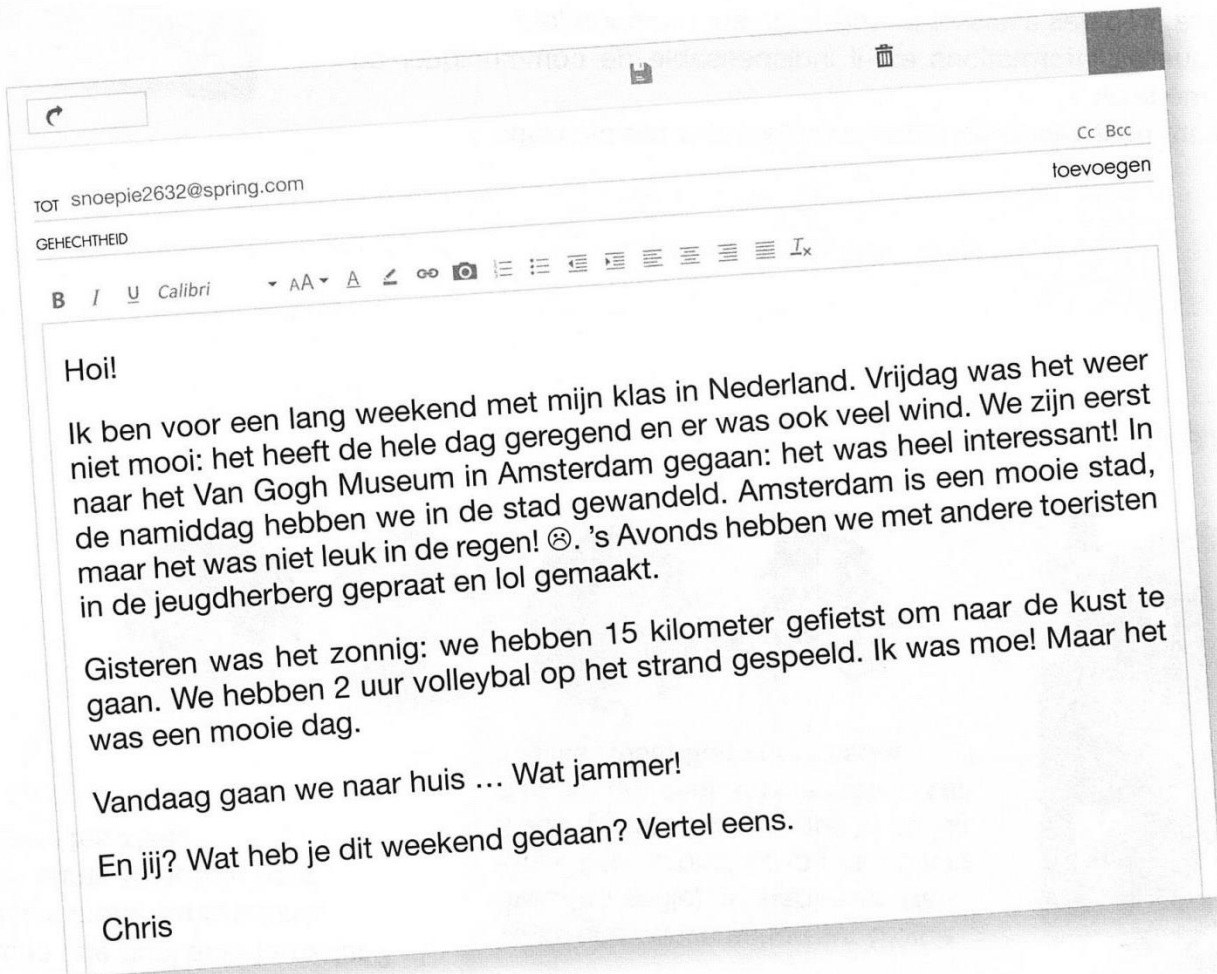 Cc Bcc
TOT snoepie2632@spring.com
toevoegen
GEHECHTHEID
B I U Calibri AA A Ix
Hoi!
Ik ben voor een lang weekend met mijn klas in Nederland. Vrijdag was het weer
niet mooi: het heeft de hele dag geregend en er was ook veel wind. We zijn eerst
naar het Van Gogh Museum in Amsterdam gegaan: het was heel interessant! In
de namiddag hebben we in de stad gewandeld. Amsterdam is een mooie stad,
maar het was niet leuk in de regen! ☹. 's Avonds hebben we met andere toeristen
in de jeugdherberg gepraat en lol gemaakt.
Gisteren was het zonnig: we hebben 15 kilometer gefietst om naar de kust te
gaan. We hebben 2 uur volleybal op het strand gespeeld. Ik was moe! Maar het
was een mooie dag.
Vandaag gaan we naar huis … Wat jammer!
En jij? Wat heb je dit weekend gedaan? Vertel eens.
Chris